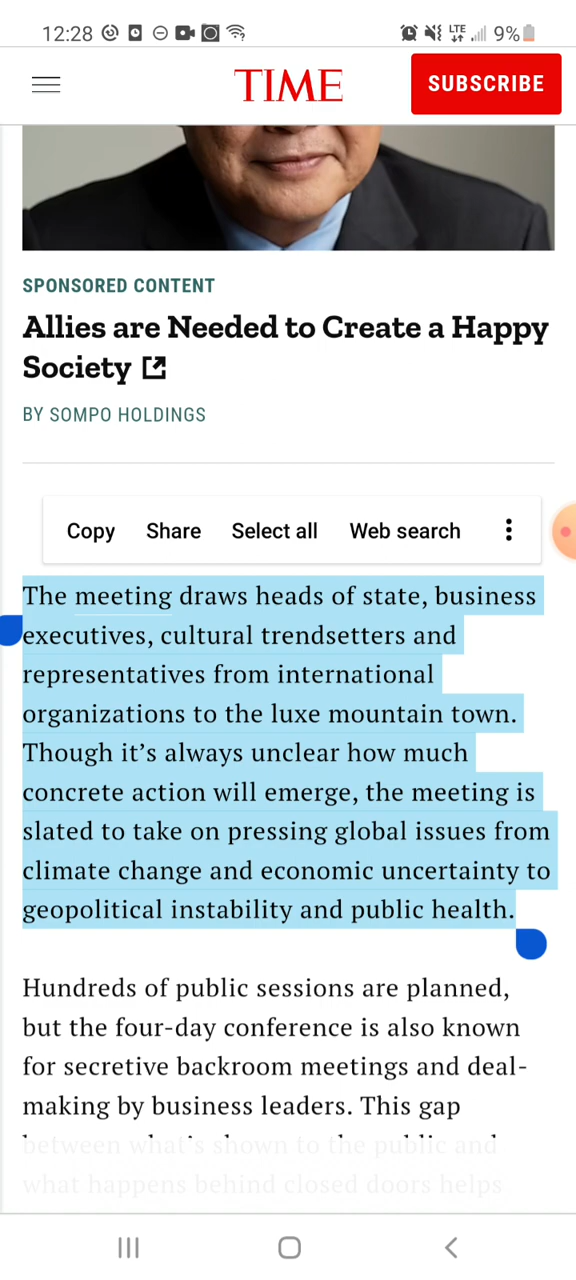 12:28
LTE
9%
TIME
SUBSCRIBE
SPONSORED CONTENT
Allies are Needed to Create a Happy
Society
BY SOMPO HOLDINGS
Copy Share Select all Web search
The meeting draws heads of state, business
executives, cultural trendsetters and
representatives from international
organizations to the luxe mountain town.
Though it’s always unclear how much
concrete action will emerge, the meeting is
slated to take on pressing global issues from
climate change and economic uncertainty to
geopolitical instability and public health.
Hundreds of public sessions are planned,
but the four-day conference is also known
for secretive backroom meetings and deal-
making by business leaders. This gap
between what’s shown to the public and
what happens behind closed doors helps